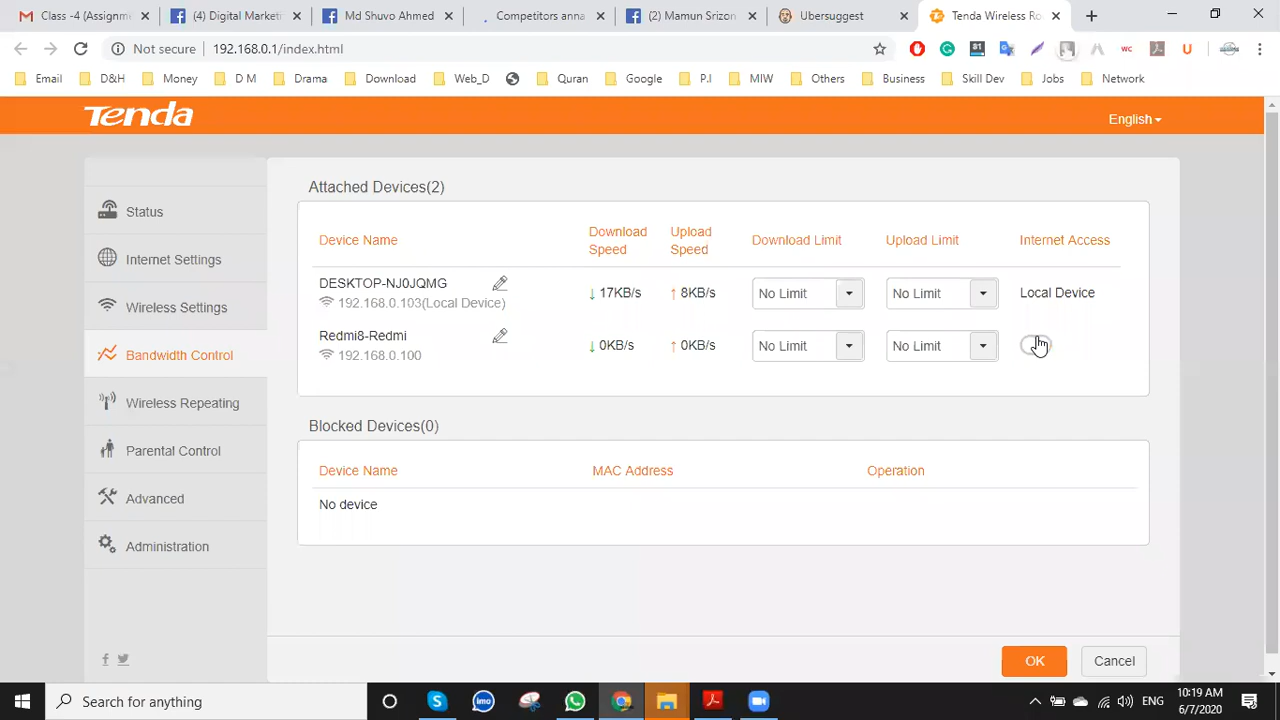 Class -4 (Assignm
(4) Digital Market
Md Shuvo Ahmed
Competitors anna
(2) Mamun Srizon
Ubersuggest
Tenda Wireless Ro
Not secure
192.168.0.1/index.html
81
WC
U
Email
D&H
Money
D M
Drama
Download
Web_D
Quran
Google
P.I
MIW
Others
Business
Skill Dev
Jobs
Network
Tenda
English
Status
Internet Settings
Wireless Settings
Bandwidth Control
Wireless Repeating
Parental Control
Advanced
Administration
Attached Devices(2)
Device Name
Download Speed
Upload Speed
Download Limit
Upload Limit
Internet Access
DESKTOP-NJ0JQMG
192.168.0.103(Local Device)
↓ 17KB/s
↑ 8KB/s
No Limit
No Limit
Local Device
Redmi8-Redmi
192.168.0.100
↓ 0KB/s
↑ 0KB/s
No Limit
No Limit
Blocked Devices(0)
Device Name
MAC Address
Operation
No device
OK
Cancel
Search for anything
imo
ENG
10:19 AM
6/7/2020